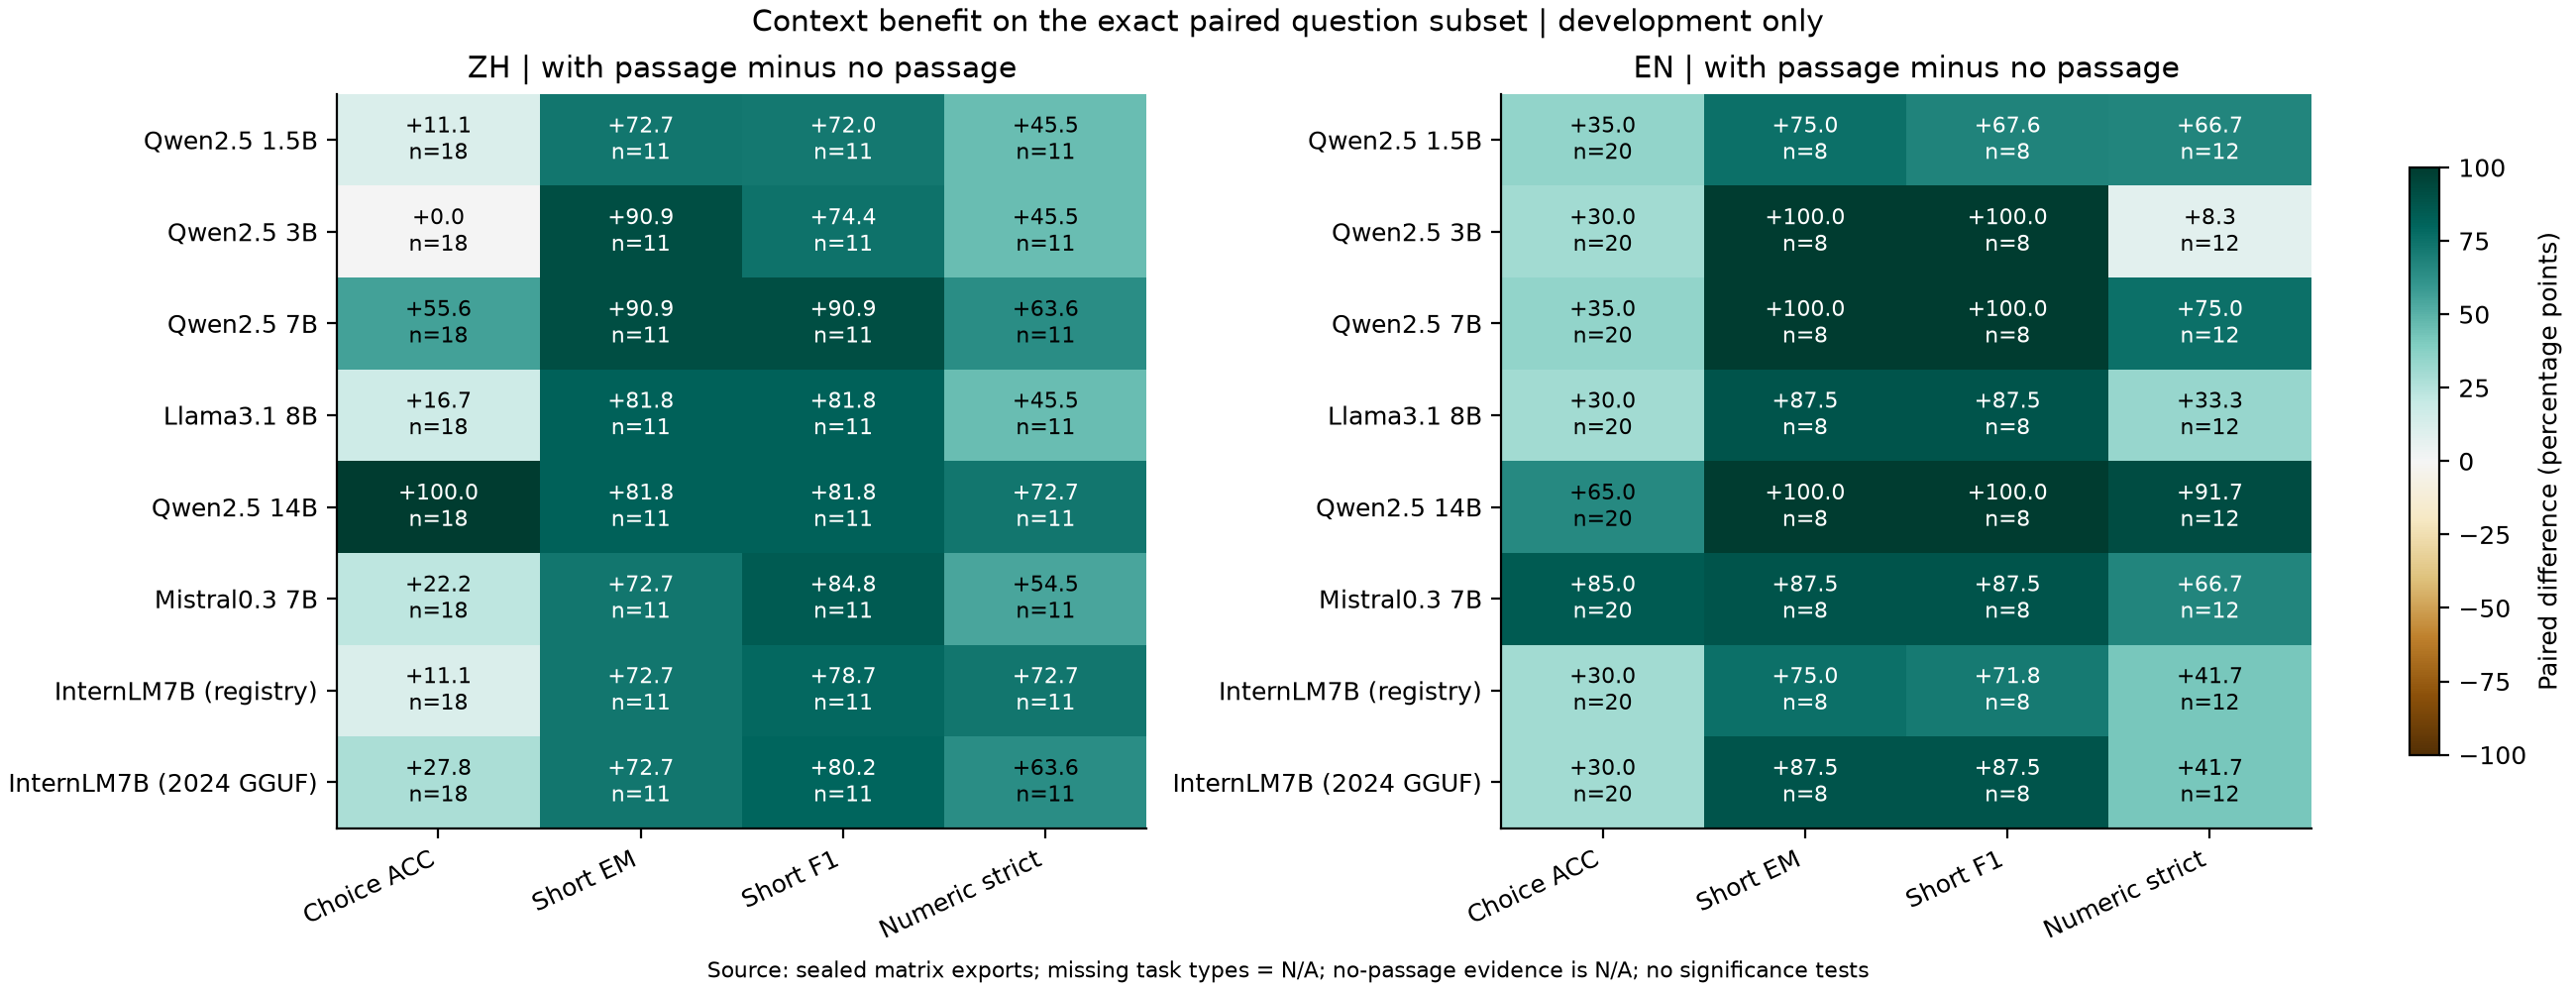 Context benefit on the exact paired question subset | development only
ZH | with passage minus no passage
Qwen2.5 1.5B
+11.1 +72.7 +72.0 +45.5
n=18 n=11 n=11 n=11
Qwen2.5 3B
+0.0 +90.9 +74.4 +45.5
n=18 n=11 n=11 n=11
Qwen2.5 7B
+55.6 +90.9 +90.9 +63.6
n=18 n=11 n=11 n=11
Llama3.1 8B
+16.7 +81.8 +81.8 +45.5
n=18 n=11 n=11 n=11
Qwen2.5 14B
+100.0 +81.8 +81.8 +72.7
n=18 n=11 n=11 n=11
Mistral0.3 7B
+22.2 +72.7 +84.8 +54.5
n=18 n=11 n=11 n=11
InternLM7B (registry)
+11.1 +72.7 +78.7 +72.7
n=18 n=11 n=11 n=11
InternLM7B (2024 GGUF)
+27.8 +72.7 +80.2 +63.6
n=18 n=11 n=11 n=11
Choice ACC
Short EM
Short F1
Numeric strict
EN | with passage minus no passage
Qwen2.5 1.5B
+35.0 +75.0 +67.6 +66.7
n=20 n=8 n=8 n=12
Qwen2.5 3B
+30.0 +100.0 +100.0 +8.3
n=20 n=8 n=8 n=12
Qwen2.5 7B
+35.0 +100.0 +100.0 +75.0
n=20 n=8 n=8 n=12
Llama3.1 8B
+30.0 +87.5 +87.5 +33.3
n=20 n=8 n=8 n=12
Qwen2.5 14B
+65.0 +100.0 +100.0 +91.7
n=20 n=8 n=8 n=12
Mistral0.3 7B
+85.0 +87.5 +87.5 +66.7
n=20 n=8 n=8 n=12
InternLM7B (registry)
+30.0 +75.0 +71.8 +41.7
n=20 n=8 n=8 n=12
InternLM7B (2024 GGUF)
+30.0 +87.5 +87.5 +41.7
n=20 n=8 n=8 n=12
Choice ACC
Short EM
Short F1
Numeric strict
100
75
50
25
0
−25
−50
−75
−100
Paired difference (percentage points)
Source: sealed matrix exports; missing task types = N/A; no-passage evidence is N/A; no significance tests